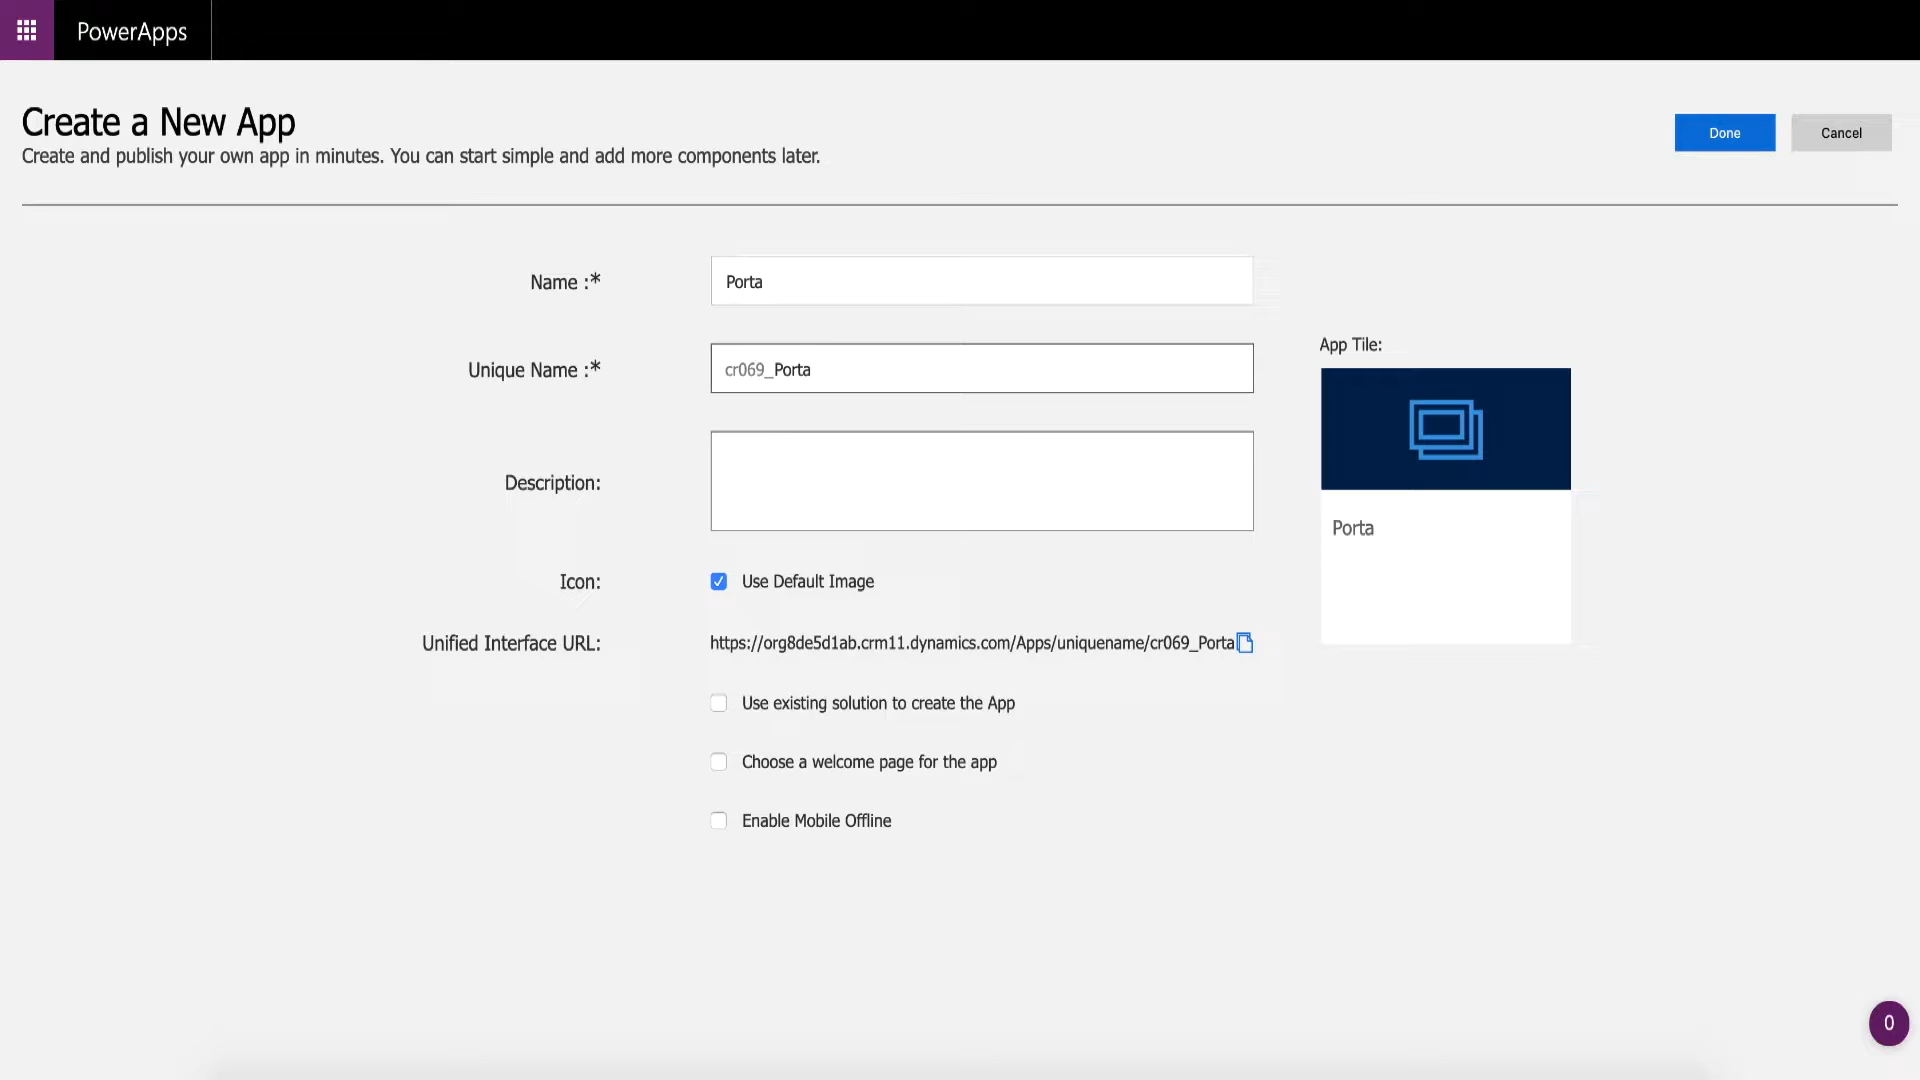 PowerApps
Create a New App
Done
Cancel
Create and publish your own app in minutes. You can start simple and add more components later.
Name :*
Porta
Unique Name :*
cr069_Porta
App Tile:
Description:
Porta
Icon:
Use Default Image
Unified Interface URL:
https://org8de5d1ab.crm11.dynamics.com/Apps/uniquename/cr069_Porta
Use existing solution to create the App
Choose a welcome page for the app
Enable Mobile Offline
0